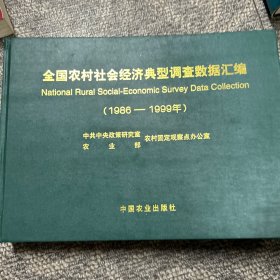 全国农村社会经济典型调查数据汇编
National Rural Social-Economic Survey Data Collection
(1986—1999年)
中共中央政策研究室
农业部
农村固定观察点办公室
中国农业出版社